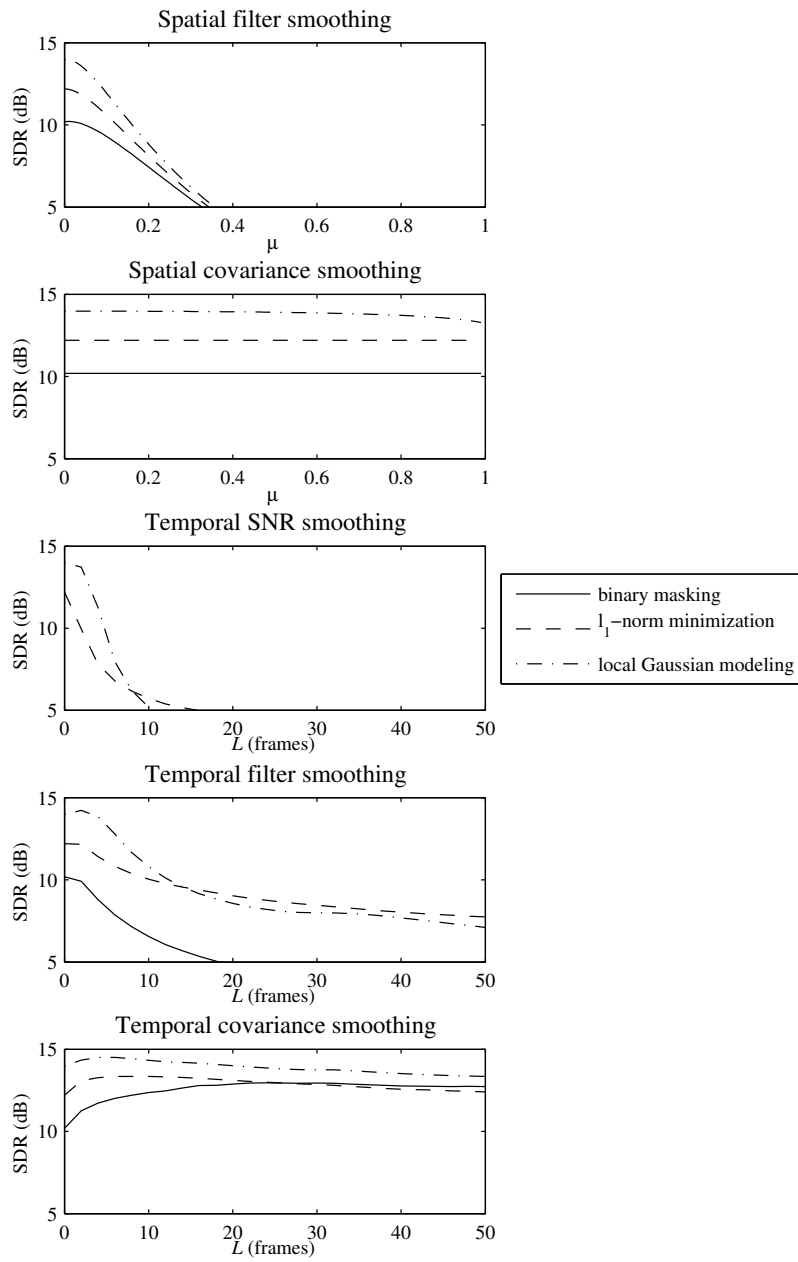 Spatial filter smoothing
15
10
5
SDR (dB)
0 0.2 0.4 0.6 0.8 1
μ
Spatial covariance smoothing
15
10
5
SDR (dB)
0 0.2 0.4 0.6 0.8 1
μ
Temporal SNR smoothing
15
10
5
SDR (dB)
0 10 20 30 40 50
L (frames)
binary masking
l₁−norm minimization
local Gaussian modeling
Temporal filter smoothing
15
10
5
SDR (dB)
0 10 20 30 40 50
L (frames)
Temporal covariance smoothing
15
10
5
SDR (dB)
0 10 20 30 40 50
L (frames)